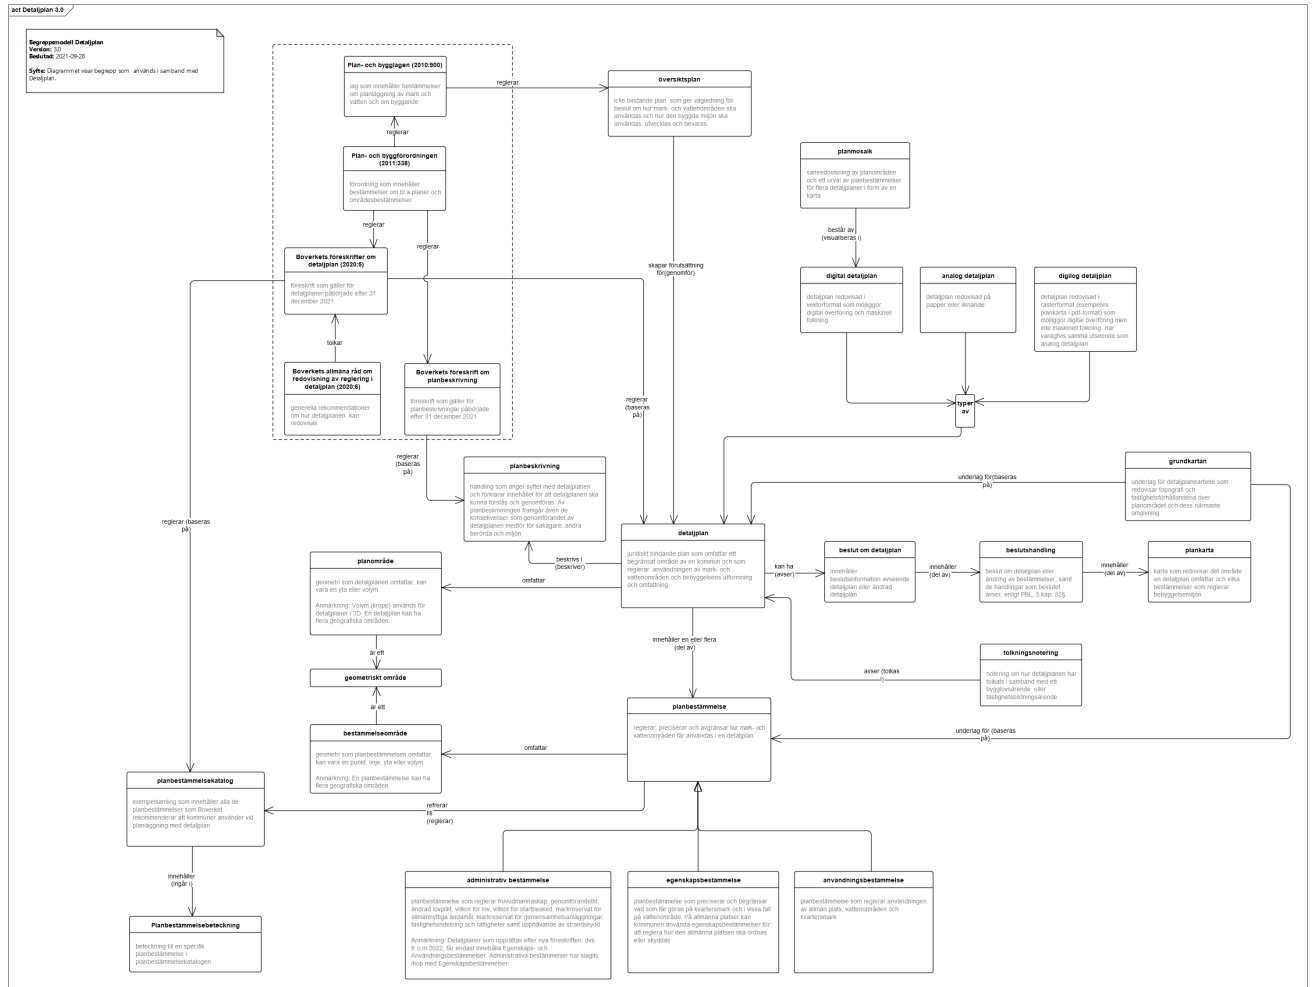 act Detaljplan 3.0
Begreppsmodell Detaljplan
Version: 3.0
Beslutad: 2021-09-28
Syfte: Diagrammet visar begrepp som används i samband med
Detaljplan.
Plan- och bygglagen (2010:900)
lag som innehåller bestämmelser
om planläggning av mark och
vatten och om byggande
reglerar
översiktsplan
icke bindande plan som ger vägledning för
beslut om hur mark- och vattenområden ska
användas och hur den byggda miljön ska
användas, utvecklas och bevaras.
reglerar
Plan- och byggförordningen
(2011:338)
förordning som innehåller
bestämmelser om bl.a planer och
områdesbestämmelser
planmosaik
samredovisning av planområden
och ett urval av planbestämmelser
för flera detaljplaner i form av en
karta
reglerar
reglerar
består av
(visualiseras i)
Boverkets föreskrifter om
detaljplan (2020:5)
föreskrift som gäller för
detaljplaner påbörjade efter 31
december 2021
skapar förutsättning
för(genomför)
digital detaljplan
detaljplan redovisad i
vektorformat som möjliggör
digital överföring och maskinell
tolkning
analog detaljplan
detaljplan redovisad på
papper eller liknande
digilog detaljplan
detaljplan redovisad i
rasterformat (exempelvis
plankarta i pdf-format) som
möjliggör digital överföring men
inte maskinell tolkning. Har
vanligtvis samma utseende som
analog detaljplan
tolkar
Boverkets allmäna råd om
redovisning av reglering i
detaljplan (2020:6)
generella rekommendationer
om hur detaljplanen kan
redovisas
Boverkets föreskrift om
planbeskrivning
föreskrift som gäller för
planbeskrivningar påbörjade
efter 31 december 2021
reglerar
(baseras
på)
typer
av
reglerar
(baseras
på)
planbeskrivning
handling som anger syftet med detaljplanen
och förklarar innehållet för att detaljplanen ska
kunna förstås och genomföras. Av
planbeskrivningen framgår även de
konsekvenser som genomförandet av
detaljplanen medför för sakägare, andra
berörda och miljön
underlag för(baseras
på)
grundkartan
underlag för detaljplanearbete som
redovisar topografi och
fastighetsförhållandena över
planområdet och dess närmaste
omgivning
reglerar (baseras
på)
detaljplan
juridiskt bindande plan som omfattar ett
begränsat område av en kommun och som
reglerar användningen av mark- och
vattenområden,och bebyggelsens utformning
och omfattning.
beskrivs i
(beskriver)
omfattar
kan ha
(avser)
beslut om detaljplan
innehåller
beslutsinformation avseende
detaljplan eller ändrad
detaljplan
innehåller
(del av)
beslutshandling
beslut om detaljplan eller
ändring av bestämmelser, samt
de handlingar som beslutet
avser, enligt PBL, 5 kap, 32§.
innehåller
(del av)
plankarta
karta som redovisar det område
en detaljplan omfattar och vilka
bestämmelser som reglerar
bebyggelsemiljön
planområde
geometri som detaljplanen omfattar, kan
vara en yta eller volym
Anmärkning: Volym (kropp) används för
detaljplaner i 3D. En detaljplan kan ha
flera geografiska områden.
är ett
geometriskt område
är ett
innehåller en eller flera
(del av)
avser (tolkas
i)
tolkningsnotering
notering om hur detaljplanen har
tolkats i samband med ett
bygglovsärende eller
fastighetsbildningsärende
bestämmelseområde
geometri som planbestämmelsen omfattar,
kan vara en punkt, linje, yta eller volym.
Anmärkning: En planbestämmelse kan ha
flera geografiska områden.
omfattar
planbestämmelse
reglerar, preciserar och avgränsar hur mark- och
vattenområden får användas i en detaljplan
underlag för (baseras
på)
planbestämmelsekatalog
exempelsamling som innehåller alla de
planbestämmelser som Boverket
rekommenderar att kommuner använder vid
planläggning med detaljplan.
refrerar
till
(reglerar)
innehåller
(ingår i)
Planbestämmelsebeteckning
beteckning till en specifik
planbestämmelse i
planbestämmelsekatalogen
administrativ bestämmelse
planbestämmelse som reglerar huvudmannaskap, genomförandetid,
ändrad lovplikt, villkor för lov, villkor för startbesked, markreservat för
allmännyttiga ändamål, markreservat för gemensamhetsanläggningar,
fastighetsindelning och rättigheter samt upphävande av strandskydd
Anmärkning: Detaljplaner som upprättas efter nya föreskriften, dvs
fr.o.m 2022, får endast innehålla Egenskaps- och
Användningsbestämmelser. Administrativa bestämmelser har slagits
ihop med Egenskapsbestämmelser.
egenskapsbestämmelse
planbestämmelse som preciserar och begränsar
vad som får göras på kvartersmark och i vissa fall
på vattenområde. På allmänna platser kan
kommunen använda egenskapsbestämmelser för
att reglera hur den allmänna platsen ska ordnas
eller skyddas
användningsbestämmelse
planbestämmelse som reglerar användningen
av allmän plats, vattenområden och
kvartersmark